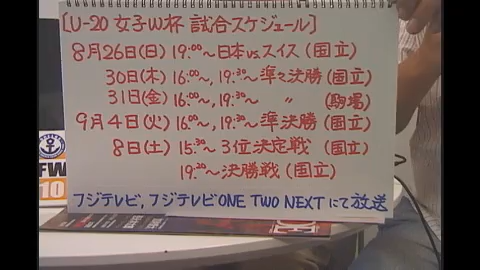 [U-20 女子W杯 試合スケジュール]
8月26日(日) 19:00～日本vs.スイス (国立)
30日(木) 16:00～, 19:30～ 準々決勝 (国立)
31日(金) 16:00～, 19:30～ 〃 (駒場)
9月4日(火) 16:00～, 19:30～ 準決勝 (国立)
8日(土) 15:30～ 3位決定戦 (国立)
19:20～ 決勝戦 (国立)
フジテレビ, フジテレビONE TWO NEXT にて放送
FW
10